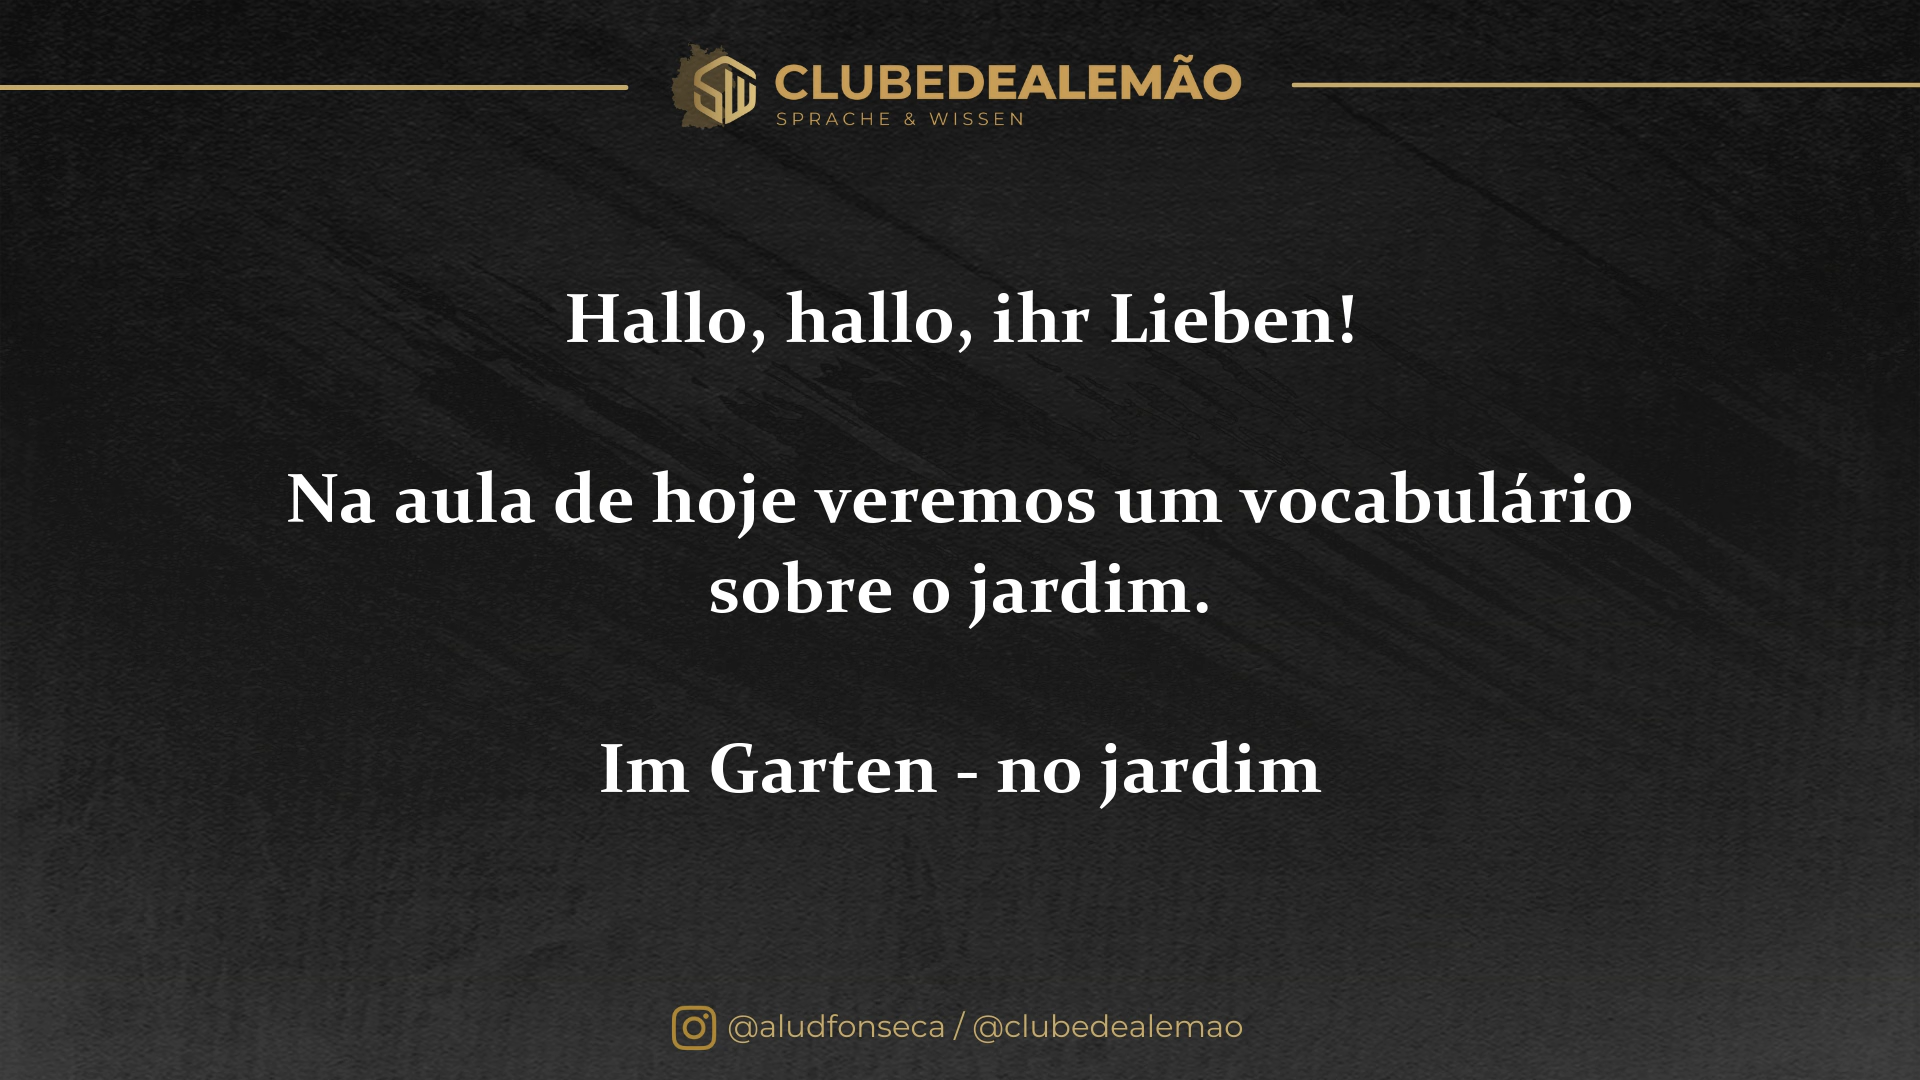 CLUBEDEALEMÃO
SPRACHE & WISSEN
Hallo, hallo, ihr Lieben!
Na aula de hoje veremos um vocabulário
sobre o jardim.
Im Garten - no jardim
@aludfonseca / @clubedealemao